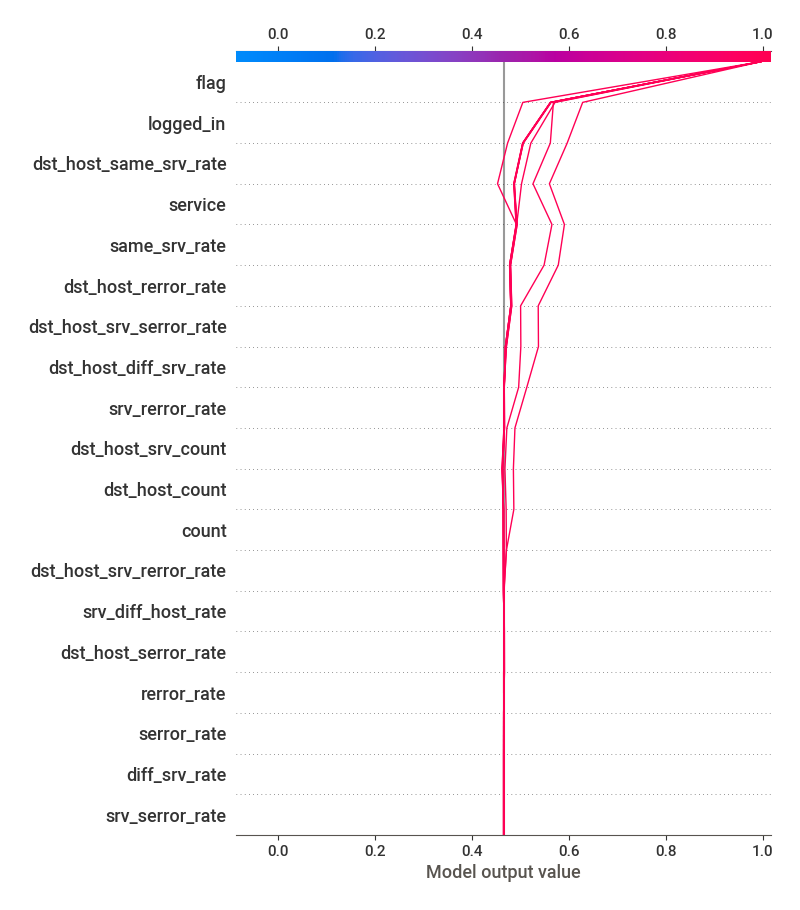 0.0 0.2 0.4 0.6 0.8 1.0
flag
logged_in
dst_host_same_srv_rate
service
same_srv_rate
dst_host_rerror_rate
dst_host_srv_serror_rate
dst_host_diff_srv_rate
srv_rerror_rate
dst_host_srv_count
dst_host_count
count
dst_host_srv_rerror_rate
srv_diff_host_rate
dst_host_serror_rate
rerror_rate
serror_rate
diff_srv_rate
srv_serror_rate
0.0 0.2 0.4 0.6 0.8 1.0
Model output value